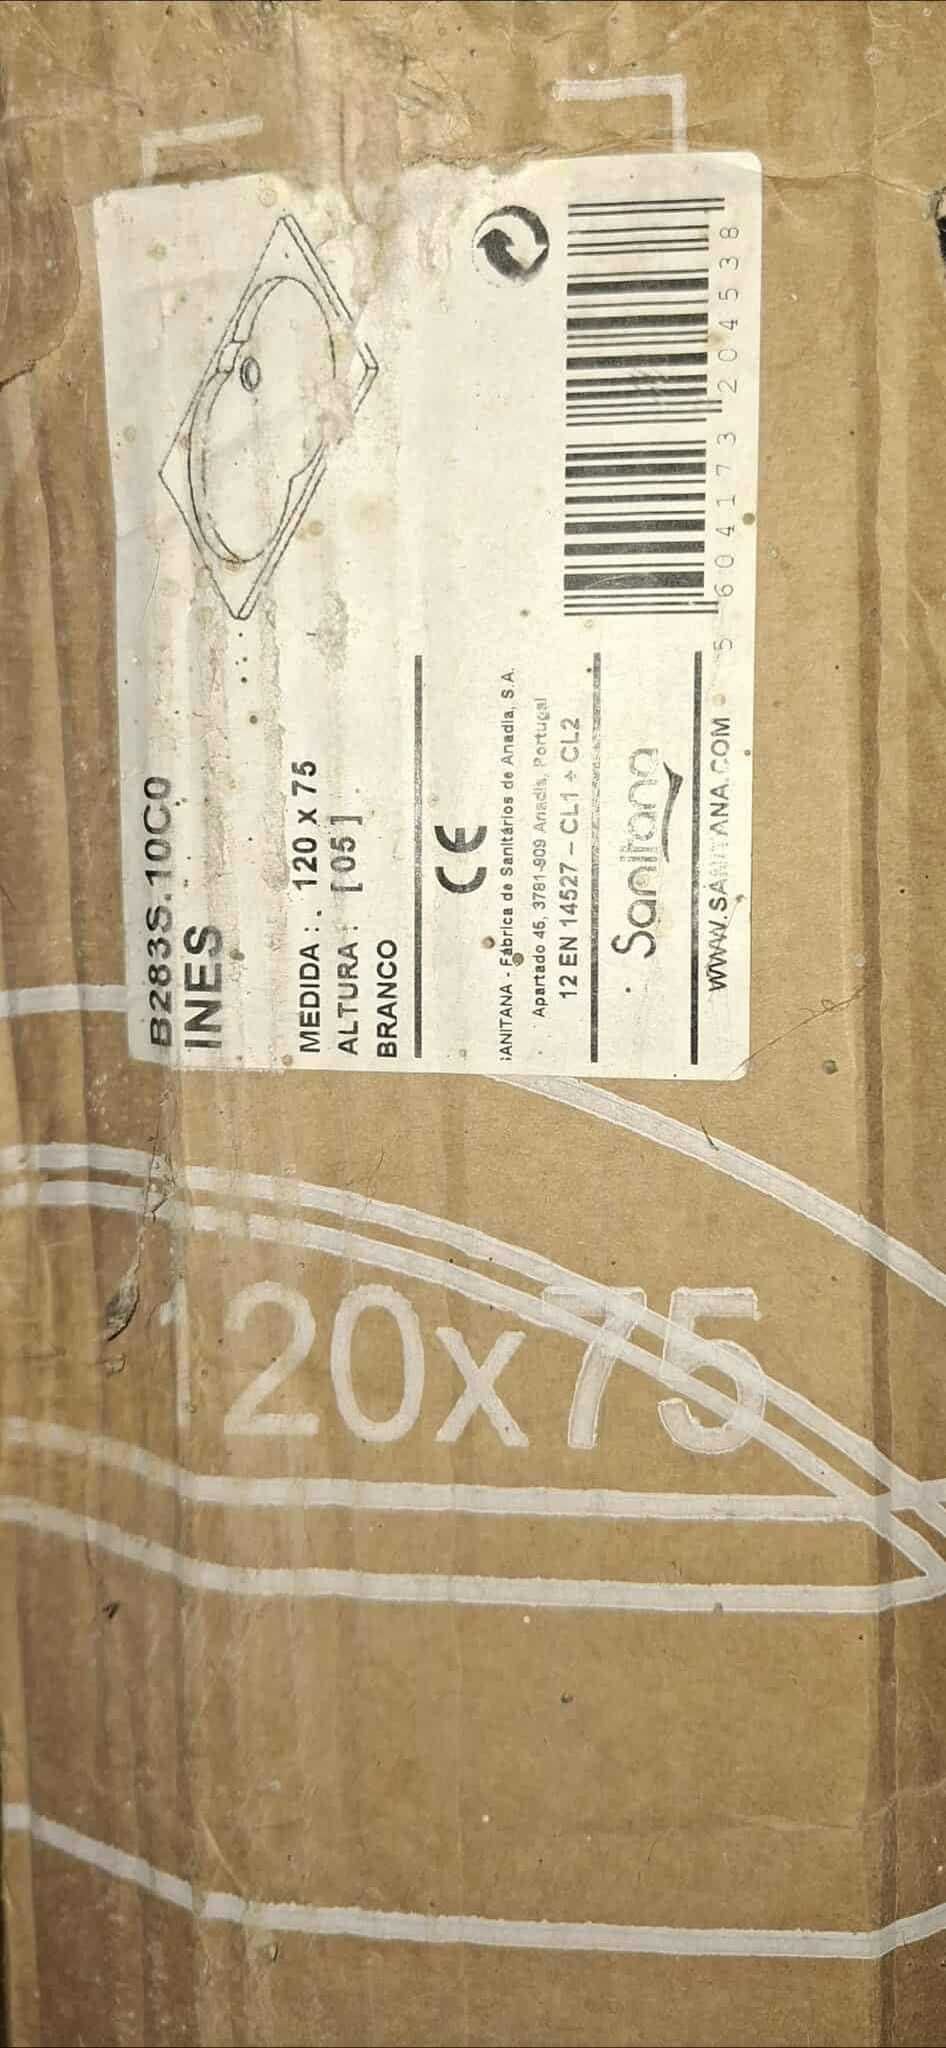 B283S.10C0
INES
MEDIDA : . 120 x 75
ALTURA : [ 05 ]
BRANCO
CE
SANITANA - Fábrica de Sanitários de Anadia, S.A.
Apartado 45, 3781-909 Anadia, Portugal
12 EN 14527 – CL1 + CL2
Sanitana
WWW.SANITANA.COM
5 604173 204538
120x75